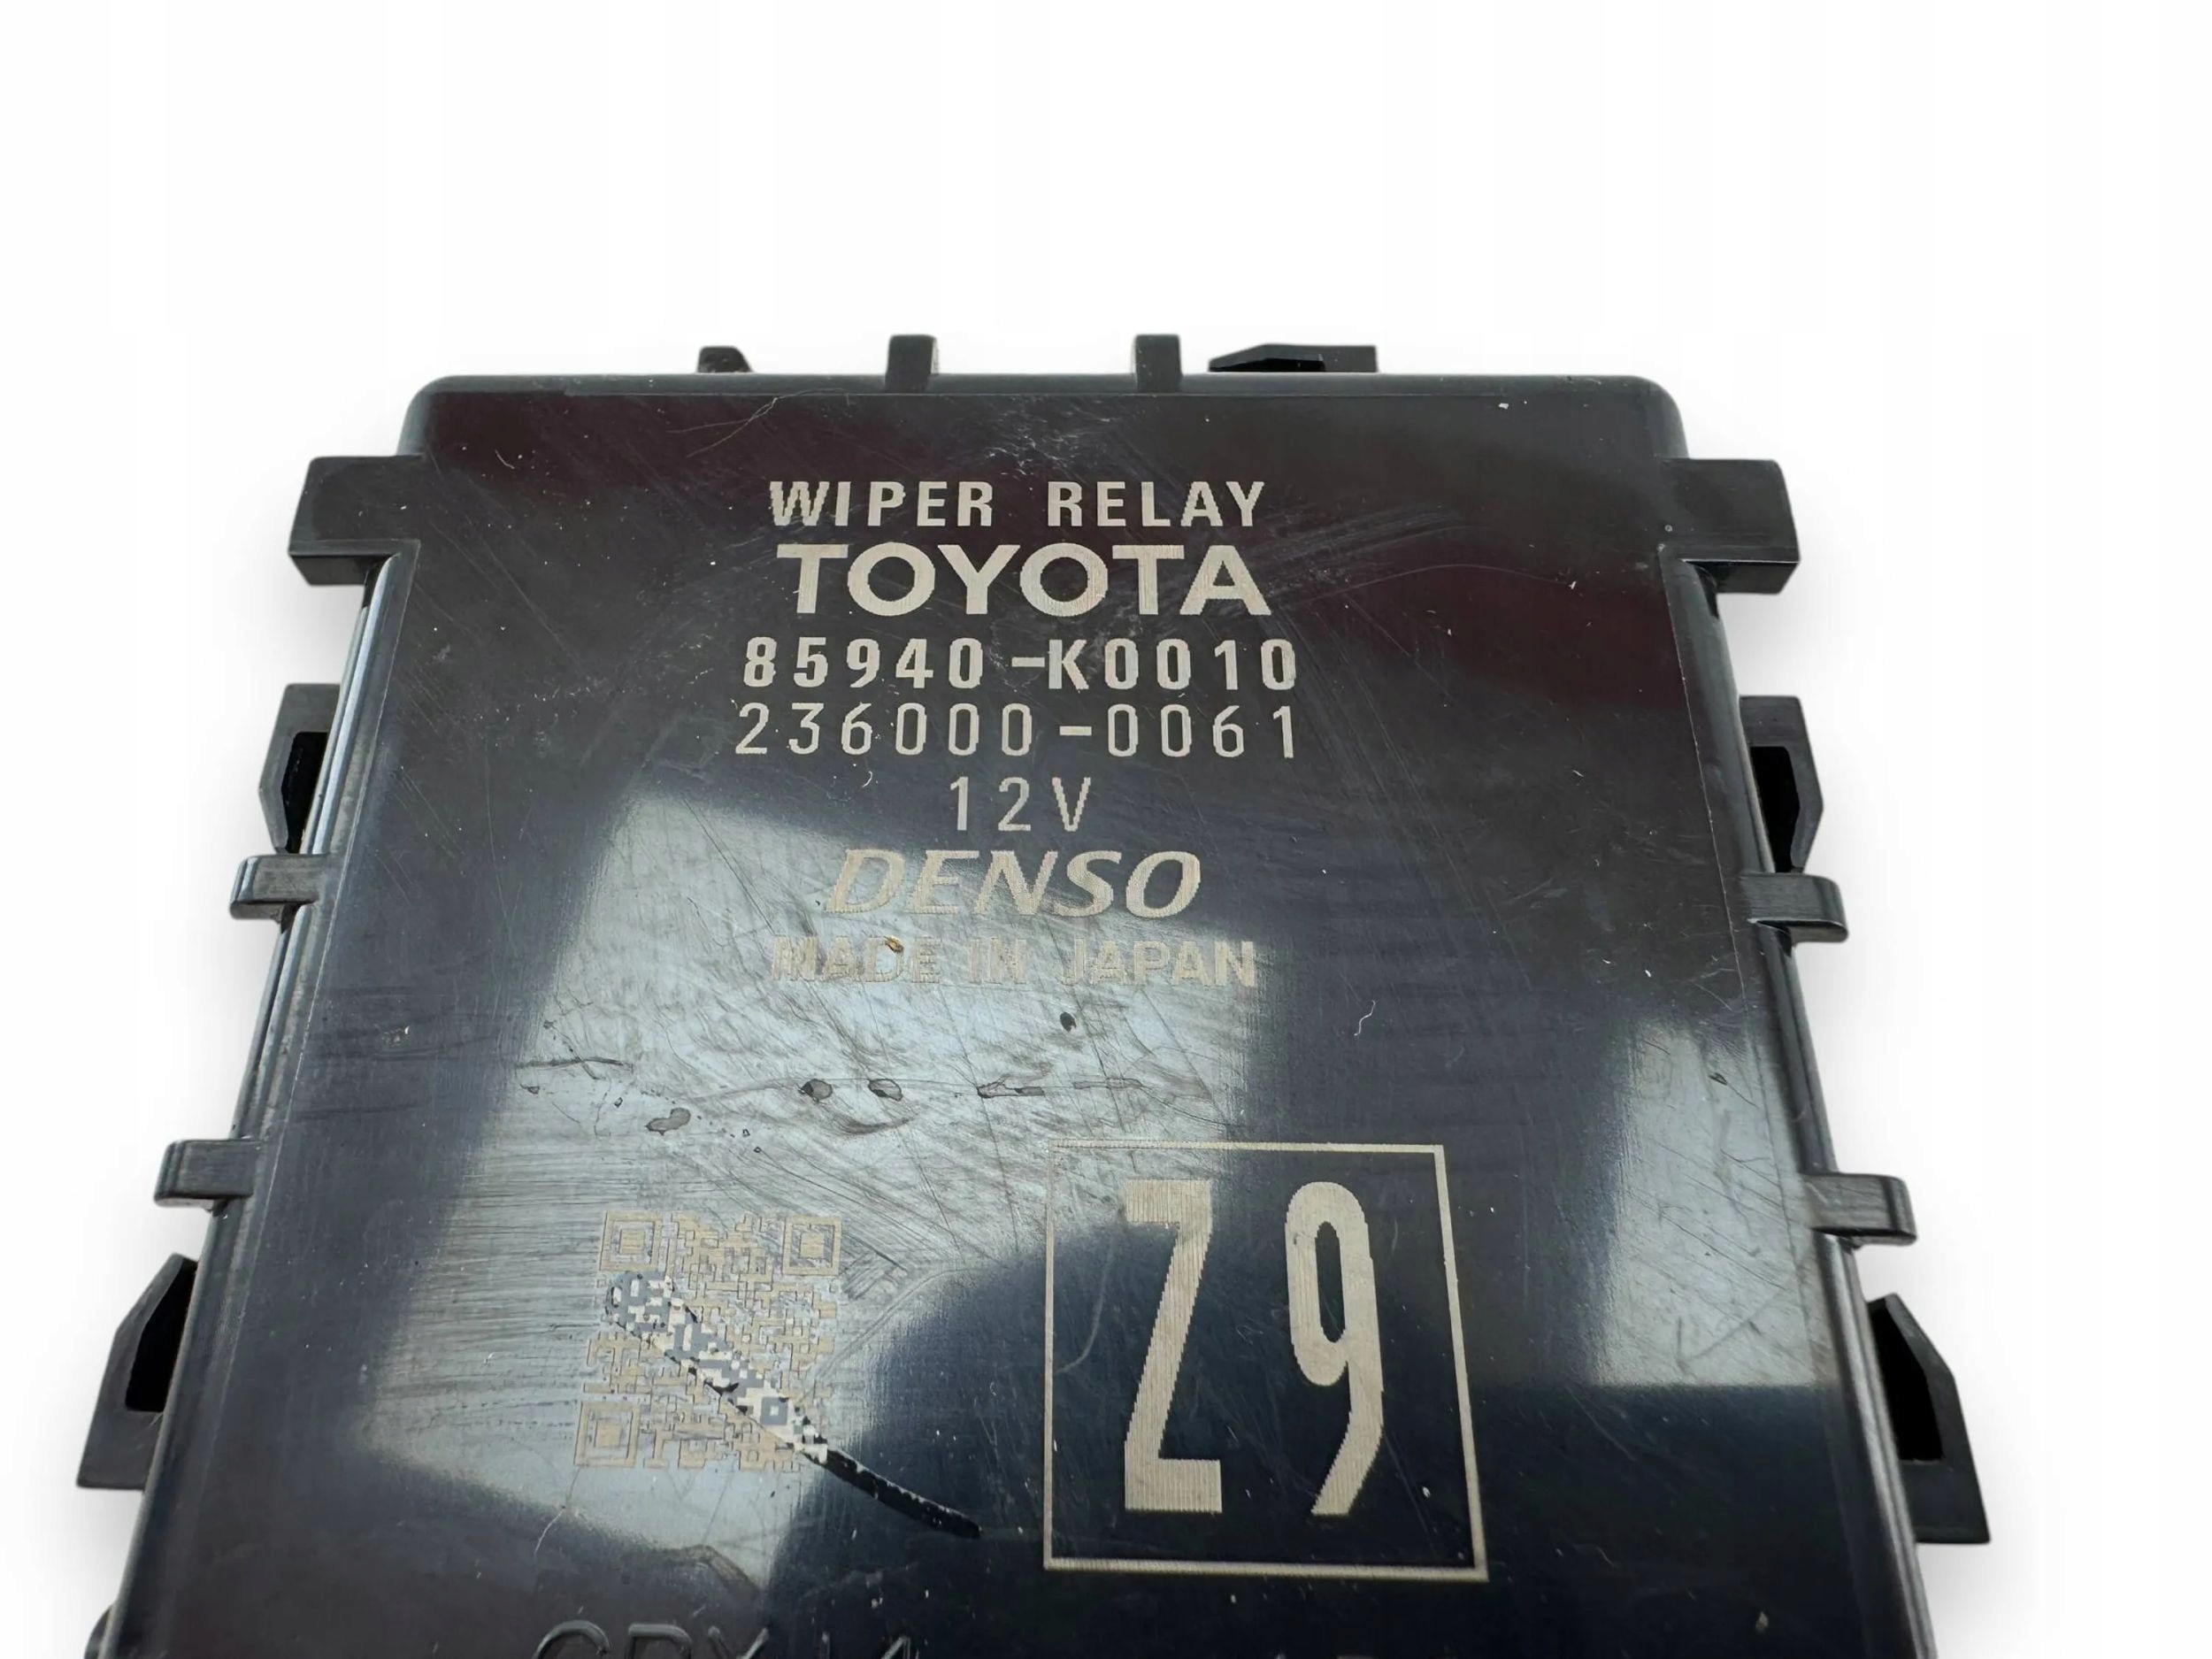 WIPER RELAY
TOYOTA
85940-K0010
236000-0061
12V
DENSO
MADE IN JAPAN
Z9